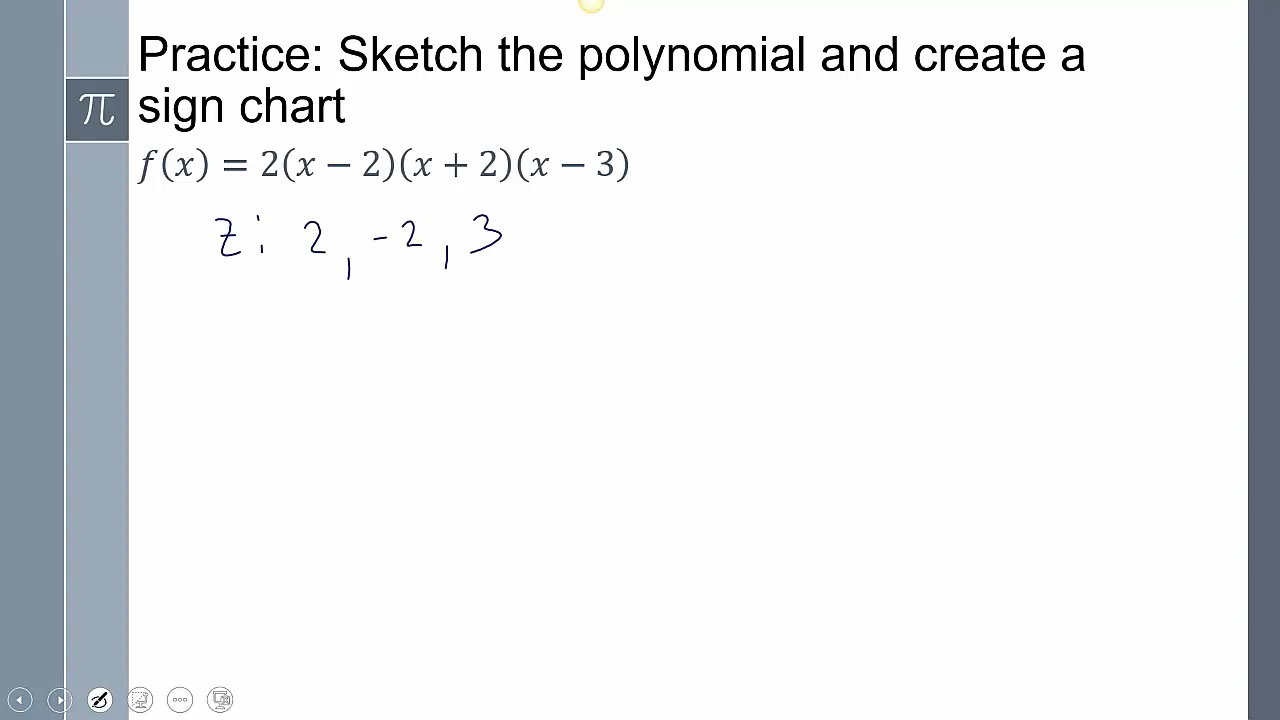 Practice: Sketch the polynomial and create a
π sign chart
f(x) = 2(x − 2)(x + 2)(x − 3)
Z: 2, -2, 3